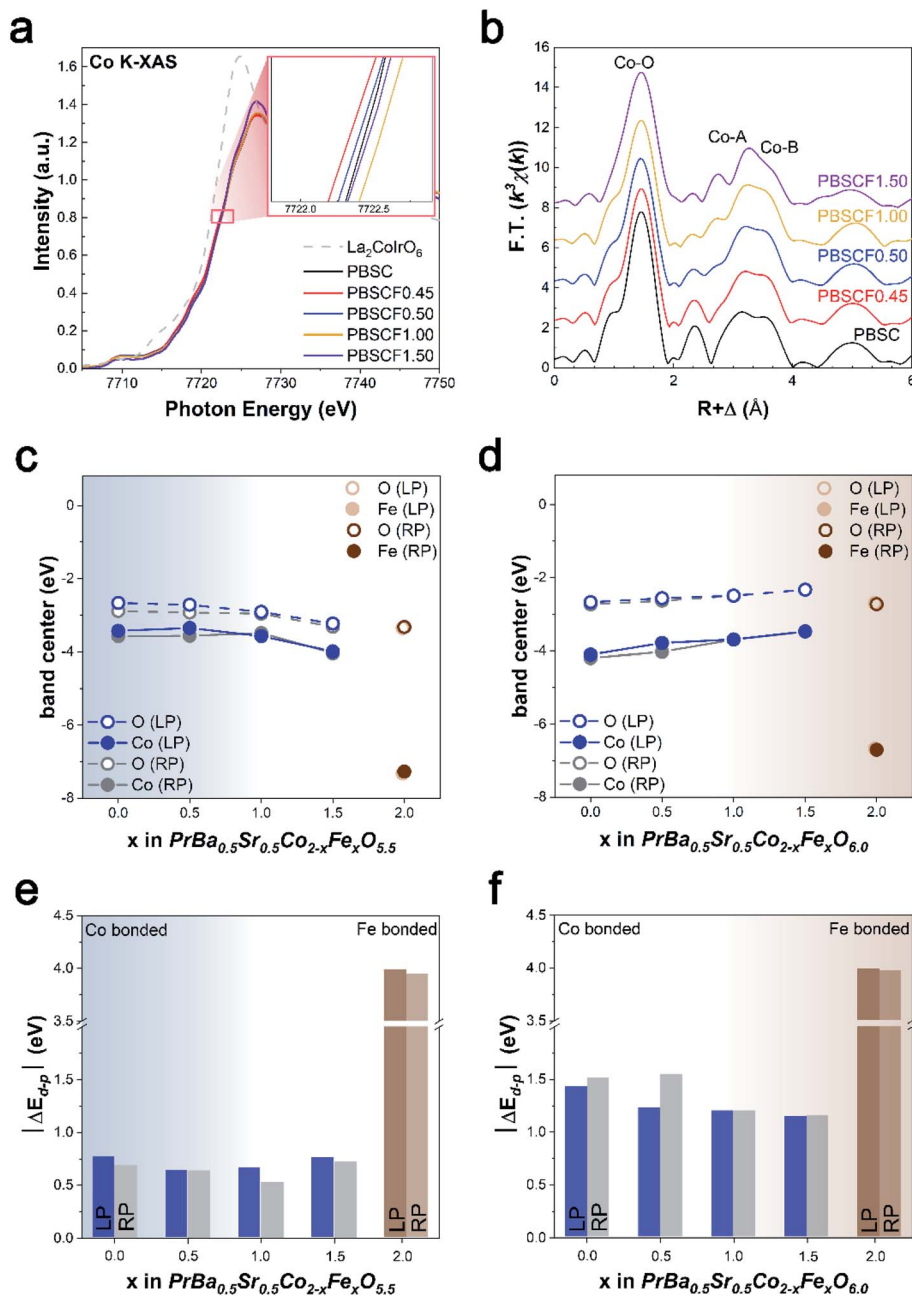 a
Co K-XAS
1.6
1.4
1.2
1.0
0.8
0.6
0.4
0.2
0.0
Intensity (a.u.)
7722.0
7722.5
La₂CoIrO₆
PBSC
PBSCF0.45
PBSCF0.50
PBSCF1.00
PBSCF1.50
7710
7720
7730
7740
7750
Photon Energy (eV)
b
16
14
12
10
8
6
4
2
0
F.T. (k³χ(k))
Co-O
Co-A
Co-B
PBSCF1.50
PBSCF1.00
PBSCF0.50
PBSCF0.45
PBSC
0
2
4
6
R+Δ (Å)
c
0
-2
-4
-6
-8
band center (eV)
O (LP)
Fe (LP)
O (RP)
Fe (RP)
O (LP)
Co (LP)
O (RP)
Co (RP)
0.0
0.5
1.0
1.5
2.0
x in PrBa₀.₅Sr₀.₅Co₂₋ₓFeₓO₅.₅
d
0
-2
-4
-6
-8
band center (eV)
O (LP)
Fe (LP)
O (RP)
Fe (RP)
O (LP)
Co (LP)
O (RP)
Co (RP)
0.0
0.5
1.0
1.5
2.0
x in PrBa₀.₅Sr₀.₅Co₂₋ₓFeₓO₆.₀
e
4.5
4.0
3.5
1.5
1.0
0.5
0.0
|ΔE_d-p| (eV)
Co bonded
Fe bonded
LP
RP
LP
RP
0.0
0.5
1.0
1.5
2.0
x in PrBa₀.₅Sr₀.₅Co₂₋ₓFeₓO₅.₅
f
4.5
4.0
3.5
1.5
1.0
0.5
0.0
|ΔE_d-p| (eV)
Co bonded
Fe bonded
LP
RP
LP
RP
0.0
0.5
1.0
1.5
2.0
x in PrBa₀.₅Sr₀.₅Co₂₋ₓFeₓO₆.₀